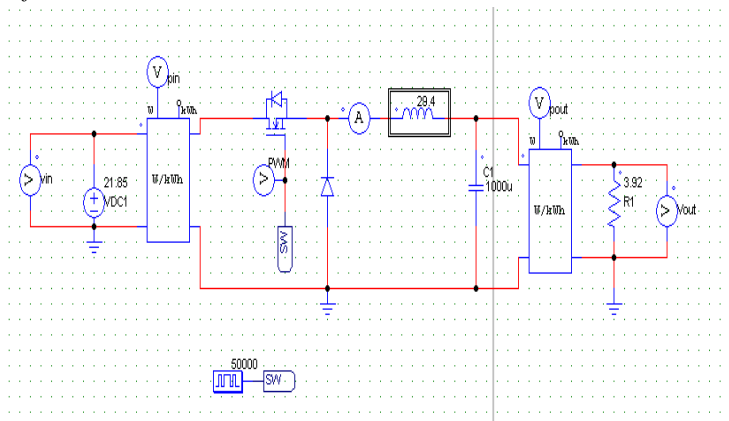 V
pin
W
kWh
vin
V
21.85
VDC1
W/kWh
PWM
V
SW
A
29.4
C1
1000u
V
pout
W
kWh
W/kWh
3.92
R1
V
Vout
50000
SW